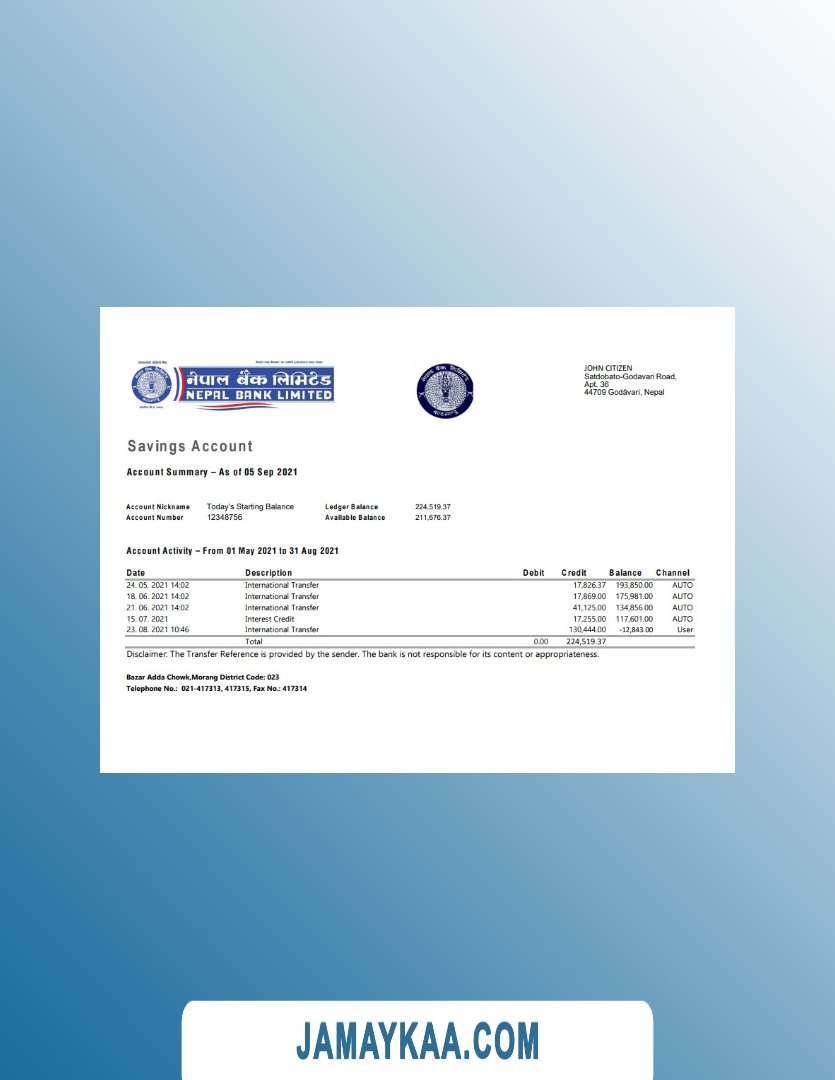 नेपाल बैंक लिमिटेड
NEPAL BANK LIMITED
JOHN CITIZEN
Satdobato-Godavari Road,
Apt. 36
44709 Godāvari, Nepal
Savings Account
Account Summary – As of 05 Sep 2021
Account Nickname Today's Starting Balance Ledger Balance 224,519.37
Account Number 12348756 Available Balance 211,676.37
Account Activity – From 01 May 2021 to 31 Aug 2021
Date Description Debit Credit Balance Channel
24. 05. 2021 14:02 International Transfer 17,826.37 193,850.00 AUTO
18. 06. 2021 14:02 International Transfer 17,869.00 175,981.00 AUTO
21. 06. 2021 14:02 International Transfer 41,125.00 134,856.00 AUTO
15. 07. 2021 Interest Credit 17,255.00 117,601.00 AUTO
23. 08. 2021 10:46 International Transfer 130,444.00 -12,843.00 User
Total 0.00 224,519.37
Disclaimer: The Transfer Reference is provided by the sender. The bank is not responsible for its content or appropriateness.
Bazar Adda Chowk,Morang District Code: 023
Telephone No.: 021-417313, 417315, Fax No.: 417314
JAMAYKAA.COM